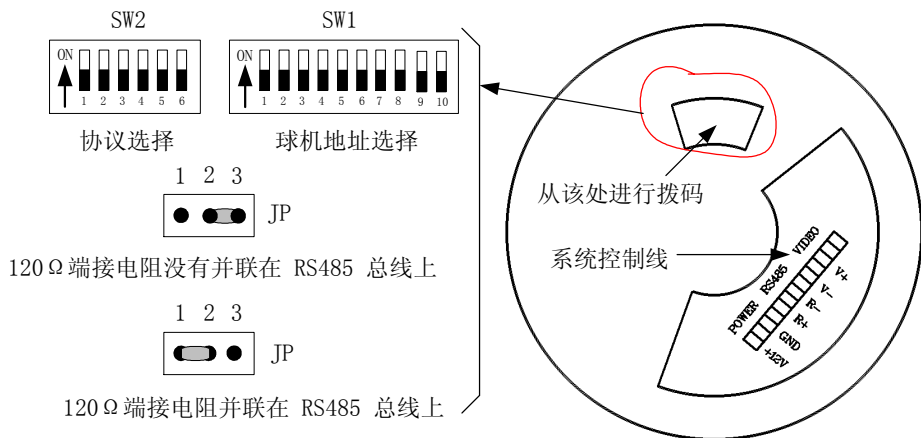 SW2
ON
1 2 3 4 5 6
协议选择
SW1
ON
1 2 3 4 5 6 7 8 9 10
球机地址选择
1 2 3
JP
120Ω端接电阻没有并联在 RS485 总线上
1 2 3
JP
120Ω端接电阻并联在 RS485 总线上
从该处进行拨码
系统控制线
POWER RS485 VIDEO
+12V GND R+ R- V- V+